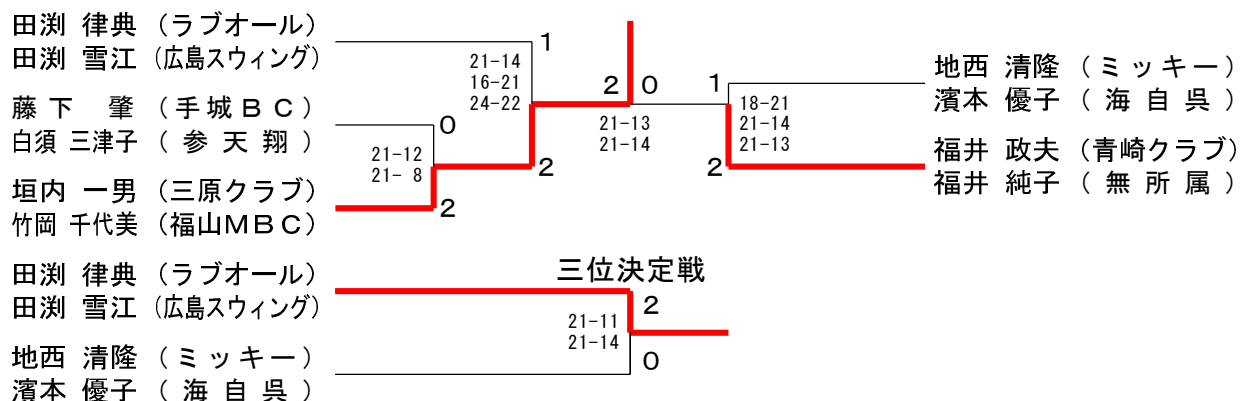 田渕 律典 (ラブオール)
田渕 雪江 (広島スウィング)
藤下 肇 (手城BC)
白須 三津子 (参天翔)
垣内 一男 (三原クラブ)
竹岡 千代美 (福山MBC)
1
21-14
16-21
24-22
0
21-12
21- 8
2
2
2 0
21-13
21-14
1
18-21
21-14
21-13
2
地西 清隆 (ミッキー)
濱本 優子 (海自呉)
福井 政夫 (青崎クラブ)
福井 純子 (無所属)
三位決定戦
田渕 律典 (ラブオール)
田渕 雪江 (広島スウィング)
地西 清隆 (ミッキー)
濱本 優子 (海自呉)
2
21-11
21-14
0